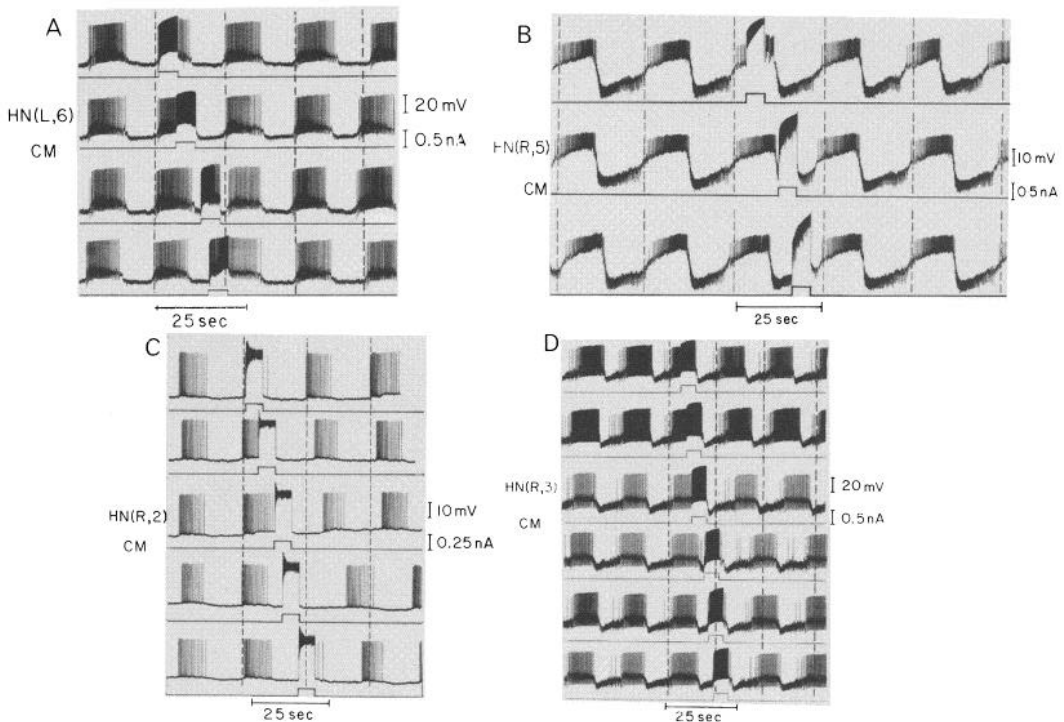 A
HN(L,6)
20 mV
0.5 nA
CM
25 sec
B
HN(R,5)
10 mV
CM
0.5 nA
25 sec
C
HN(R,2)
10 mV
CM
0.25 nA
25 sec
D
HN(R,3)
20 mV
CM
0.5 nA
25 sec